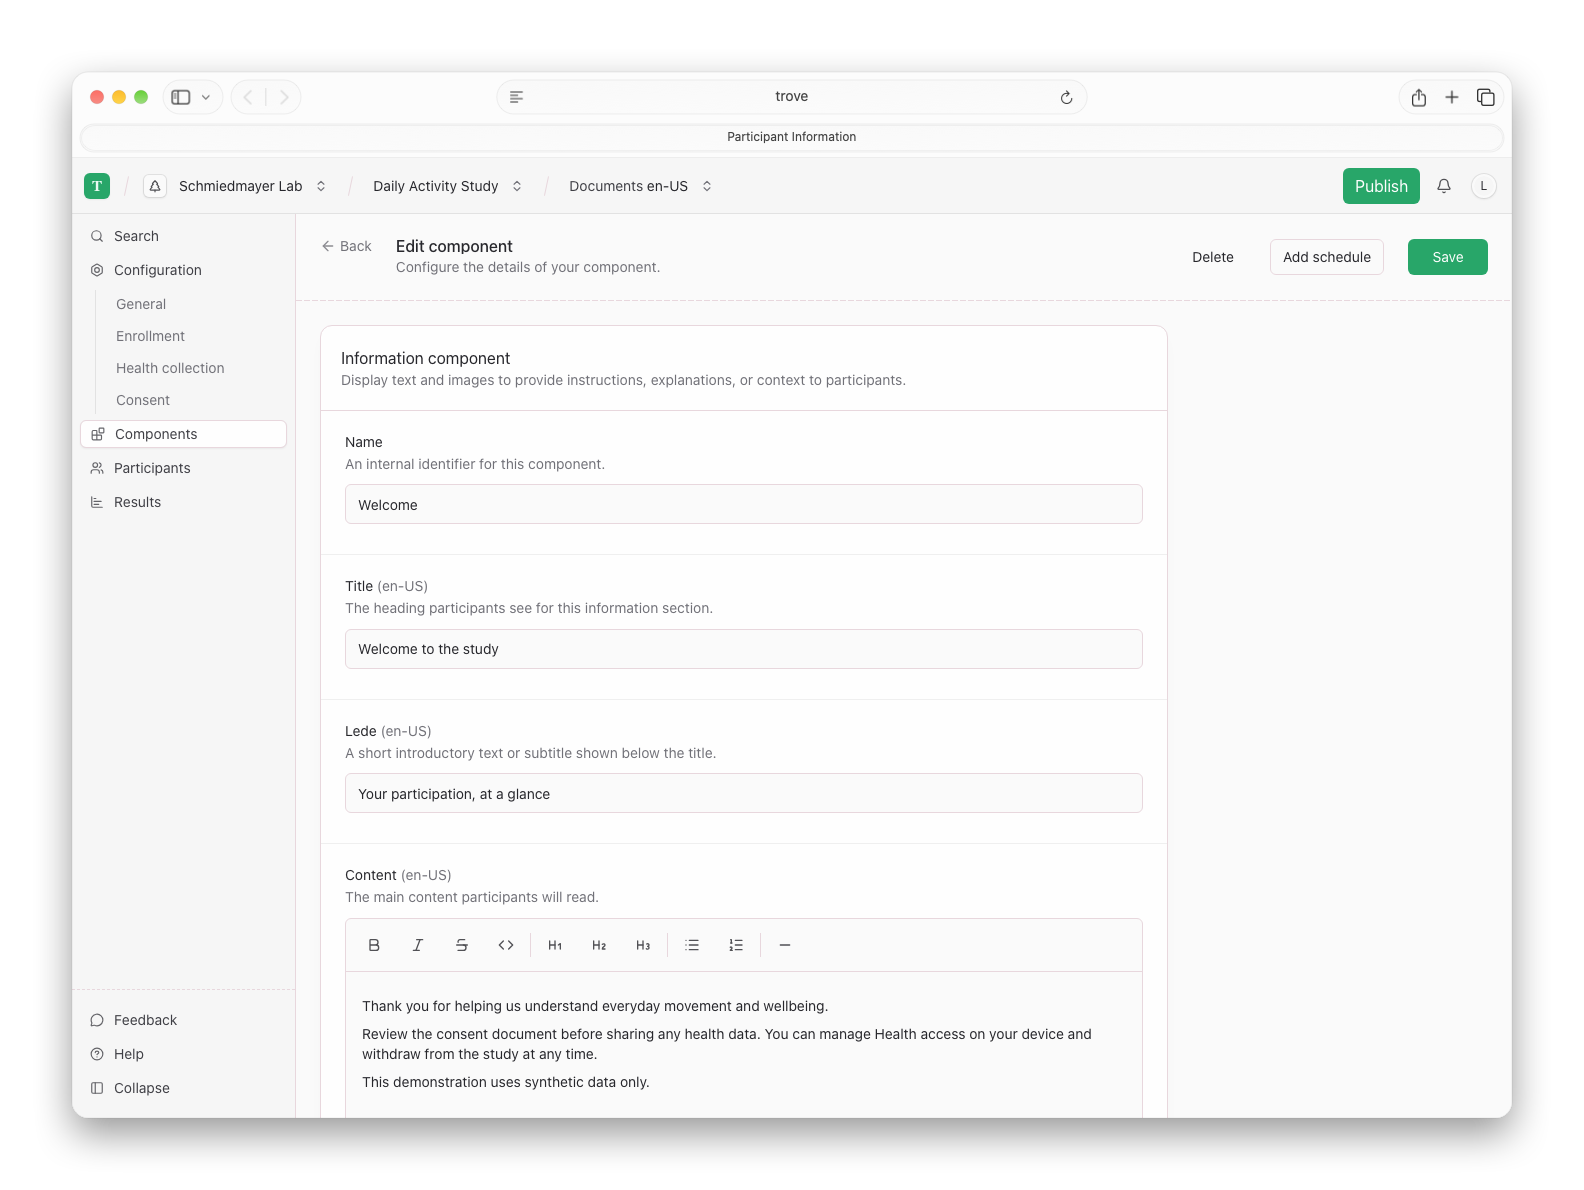 trove
Participant Information
T
Schmiedmayer Lab
Daily Activity Study
Documents en-US
Publish
L
Search
Configuration
General
Enrollment
Health collection
Consent
Components
Participants
Results
Feedback
Help
Collapse
Back
Edit component
Configure the details of your component.
Delete
Add schedule
Save
Information component
Display text and images to provide instructions, explanations, or context to participants.
Name
An internal identifier for this component.
Welcome
Title (en-US)
The heading participants see for this information section.
Welcome to the study
Lede (en-US)
A short introductory text or subtitle shown below the title.
Your participation, at a glance
Content (en-US)
The main content participants will read.
B I S <> H1 H2 H3
Thank you for helping us understand everyday movement and wellbeing.
Review the consent document before sharing any health data. You can manage Health access on your device and
withdraw from the study at any time.
This demonstration uses synthetic data only.